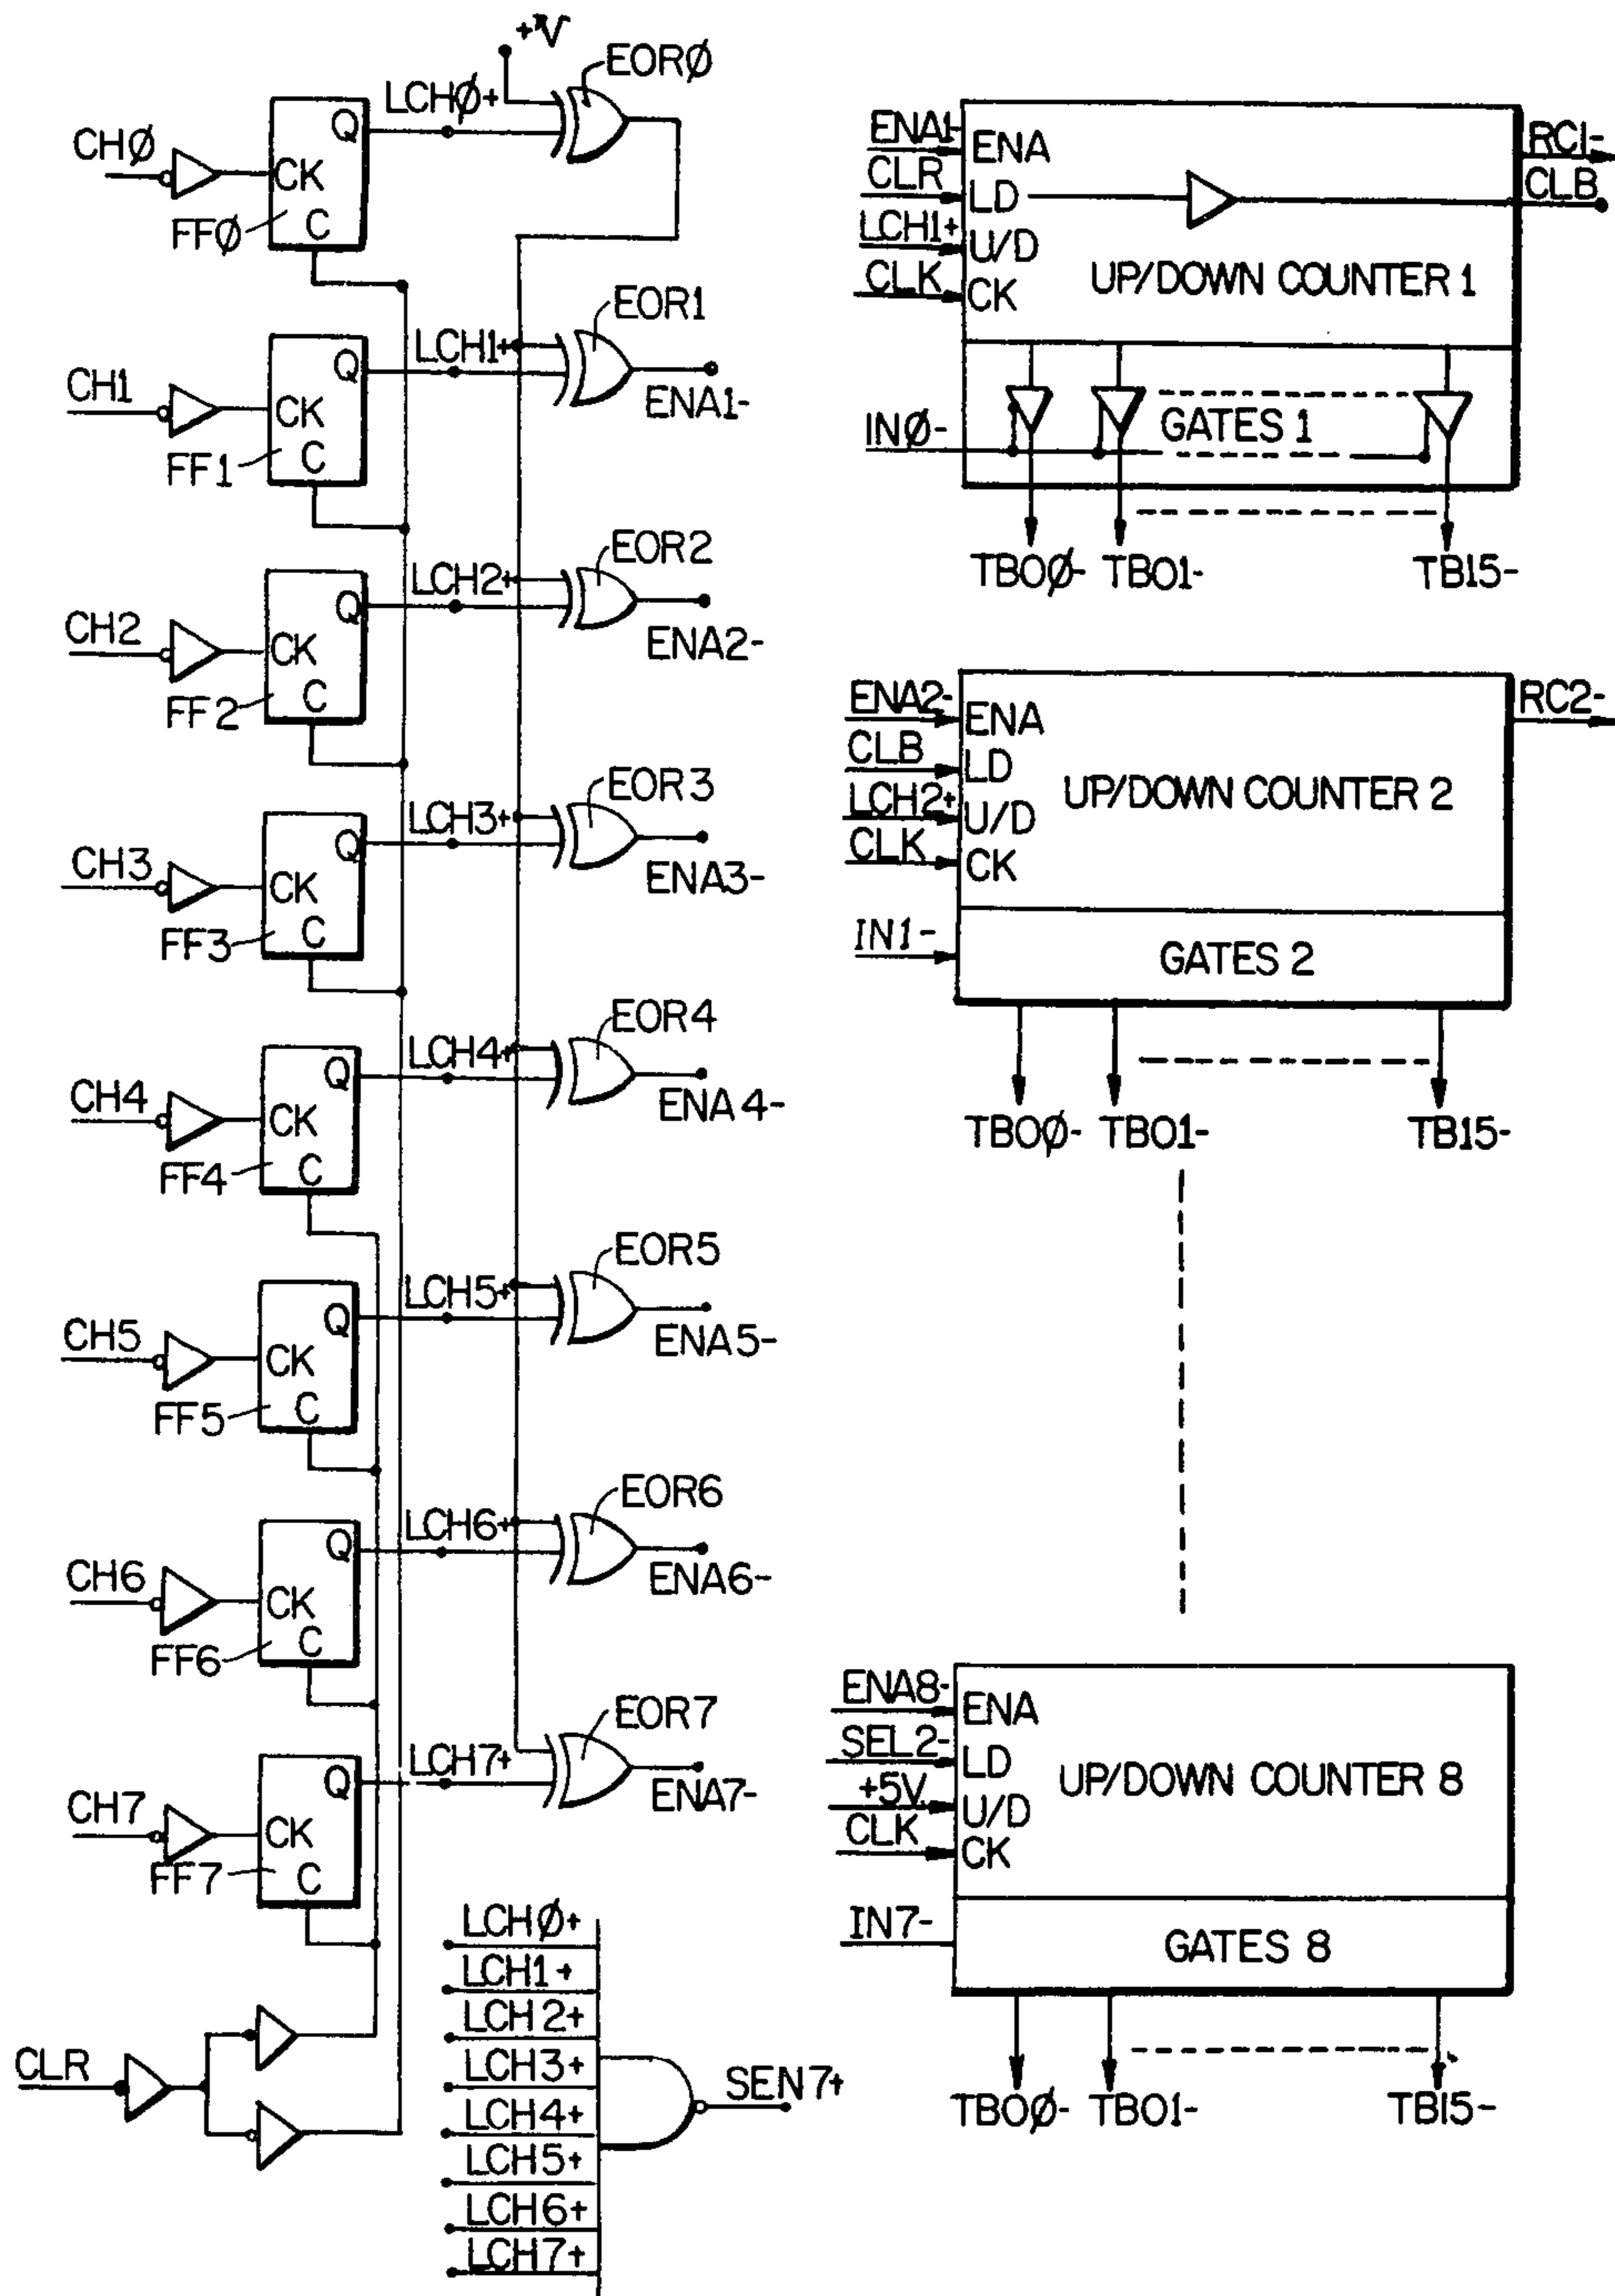 +V
EORØ
LCHØ+
CHØ
Q
CK
C
FFØ
EOR1
LCH1+
CH1
Q
CK
C
FF1
ENA1-
EOR2
LCH2+
CH2
Q
CK
C
FF2
ENA2-
EOR3
LCH3+
CH3
Q
CK
C
FF3
ENA3-
EOR4
LCH4+
CH4
Q
CK
C
FF4
ENA4-
EOR5
LCH5+
CH5
Q
CK
C
FF5
ENA5-
EOR6
LCH6+
CH6
Q
CK
C
FF6
ENA6-
EOR7
LCH7+
CH7
Q
CK
C
FF7
ENA7-
CLR
LCHØ+
LCH1+
LCH2+
LCH3+
LCH4+
LCH5+
LCH6+
LCH7+
SEN7+
ENA1- ENA
CLR LD
LCH1+ U/D
CLK CK
RC1-
CLB
UP/DOWN COUNTER 1
INØ-
GATES 1
TBOØ- TBO1- TB15-
ENA2- ENA
CLB LD
LCH2+ U/D
CLK CK
RC2-
UP/DOWN COUNTER 2
IN1-
GATES 2
TBOØ- TBO1- TB15-
ENA8- ENA
SEL2- LD
+5V U/D
CLK CK
UP/DOWN COUNTER 8
IN7-
GATES 8
TBOØ- TBO1- TB15-